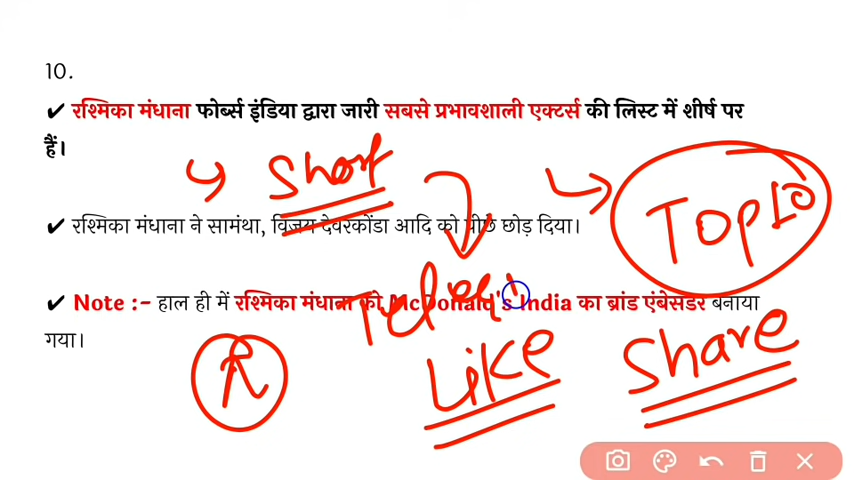 10.
✔ रश्मिका मंधाना फोर्ब्स इंडिया द्वारा जारी सबसे प्रभावशाली एक्टर्स की लिस्ट में शीर्ष पर
हैं।
Short
Top 10
✔ रश्मिका मंधाना ने सामंथा, विजय देवरकोंडा आदि को पीछे छोड़ दिया।
✔ Note :- हाल ही में रश्मिका मंधाना को McDonald's India का ब्रांड एंबेसडर बनाया
गया।
R
Like
Share